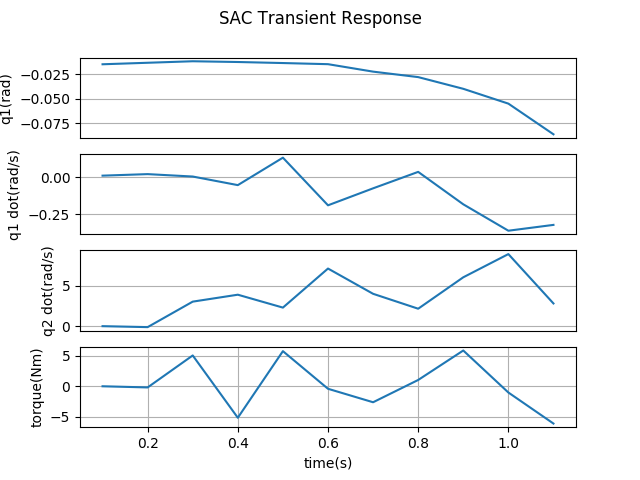 SAC Transient Response
q1(rad)
−0.025
−0.050
−0.075
q1 dot(rad/s)
0.00
−0.25
q2 dot(rad/s)
5
0
torque(Nm)
5
0
−5
0.2 0.4 0.6 0.8 1.0
time(s)